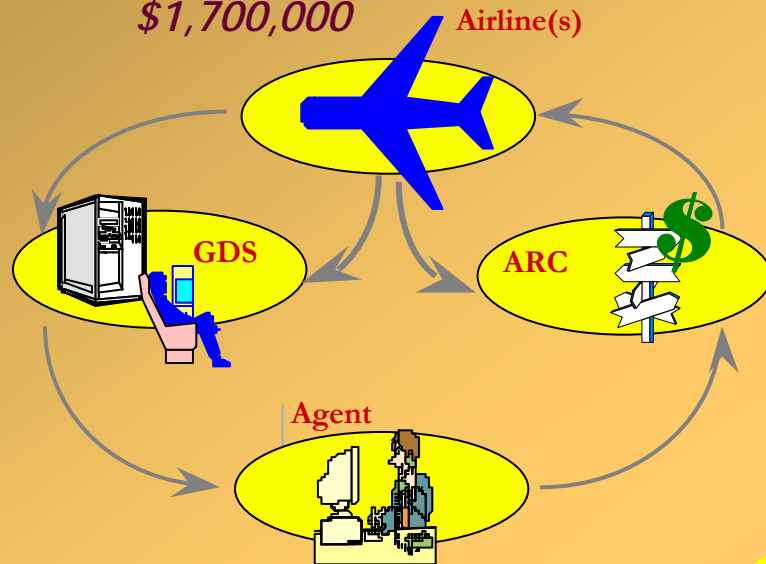 $1,700,000
Airline(s)
GDS
ARC
$
Agent